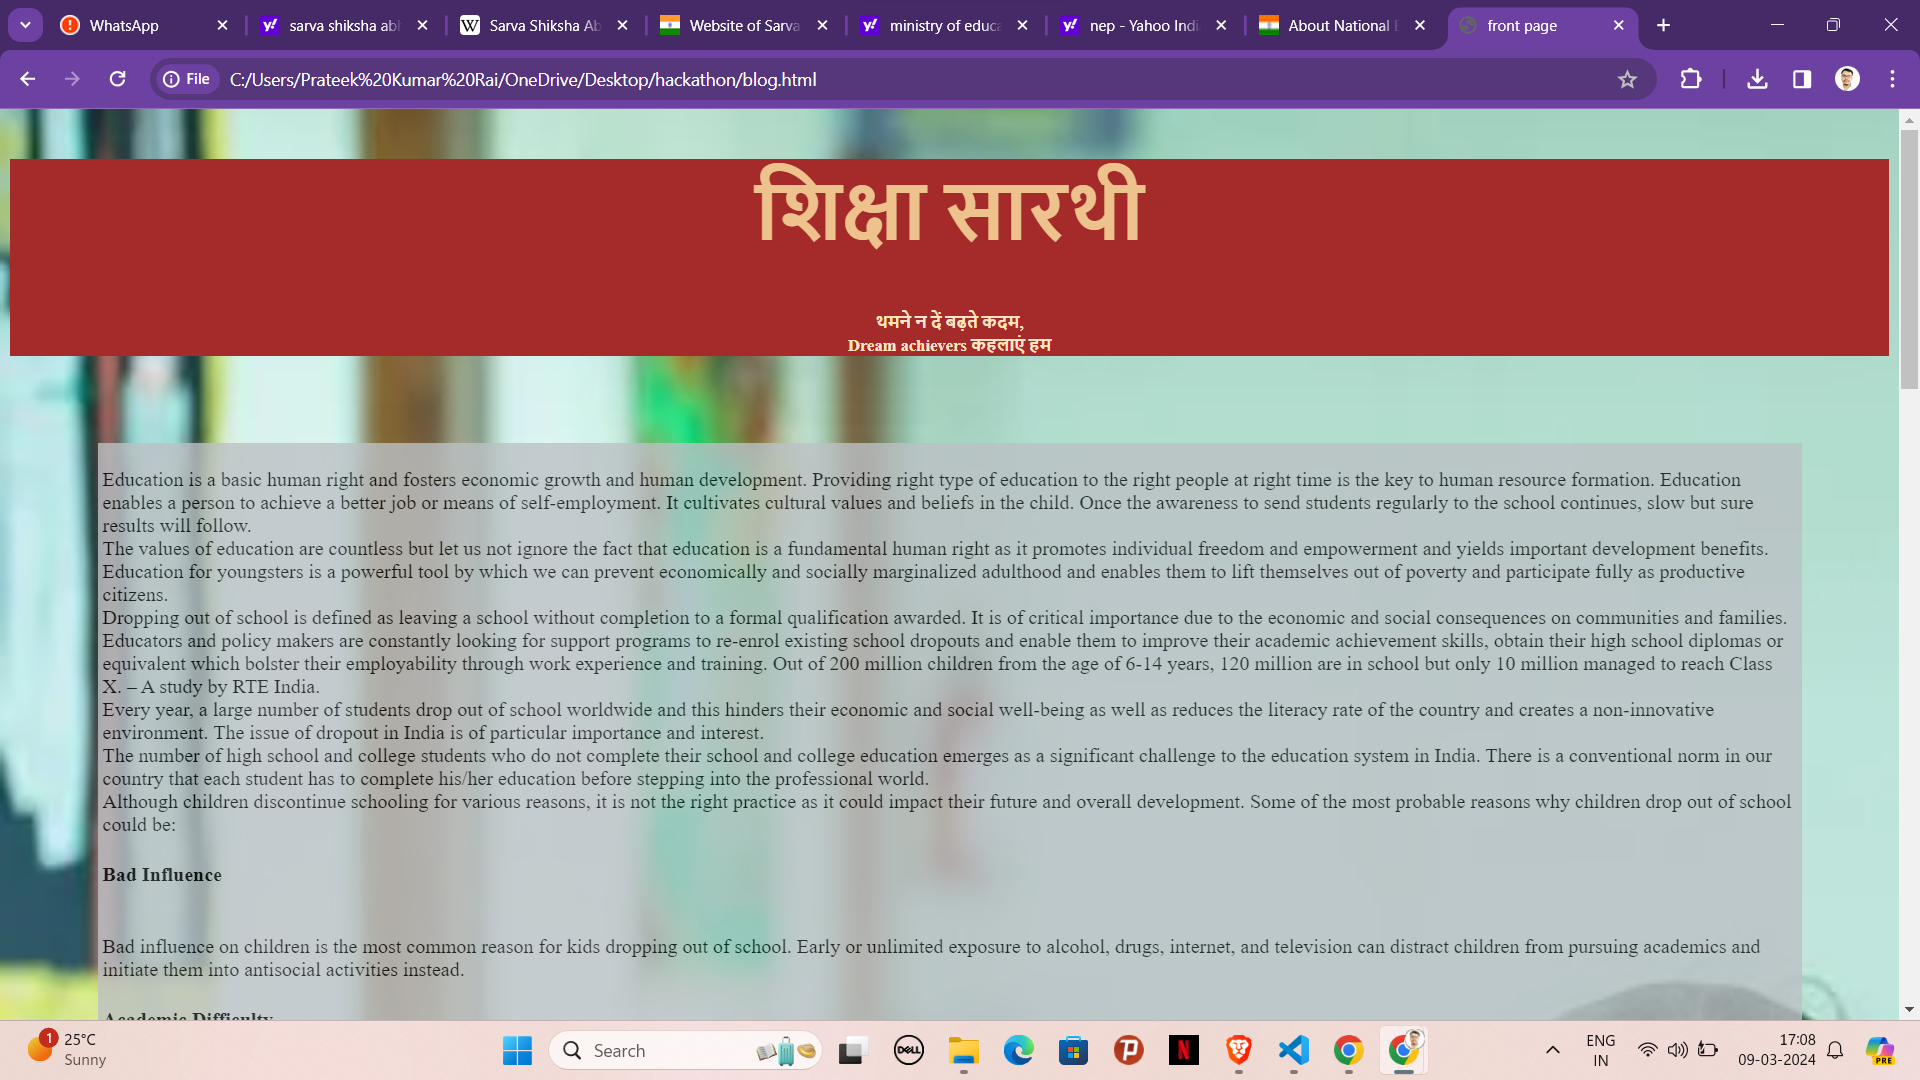 WhatsApp
sarva shiksha abl
Sarva Shiksha Ab
Website of Sarva
ministry of educa
nep - Yahoo Indi
About National E
front page
File
C:/Users/Prateek%20Kumar%20Rai/OneDrive/Desktop/hackathon/blog.html
शिक्षा सारथी
थमने न दें बढ़ते कदम,
Dream achievers कहलाएं हम
Education is a basic human right and fosters economic growth and human development. Providing right type of education to the right people at right time is the key to human resource formation. Education
enables a person to achieve a better job or means of self-employment. It cultivates cultural values and beliefs in the child. Once the awareness to send students regularly to the school continues, slow but sure
results will follow.
The values of education are countless but let us not ignore the fact that education is a fundamental human right as it promotes individual freedom and empowerment and yields important development benefits.
Education for youngsters is a powerful tool by which we can prevent economically and socially marginalized adulthood and enables them to lift themselves out of poverty and participate fully as productive
citizens.
Dropping out of school is defined as leaving a school without completion to a formal qualification awarded. It is of critical importance due to the economic and social consequences on communities and families.
Educators and policy makers are constantly looking for support programs to re-enrol existing school dropouts and enable them to improve their academic achievement skills, obtain their high school diplomas or
equivalent which bolster their employability through work experience and training. Out of 200 million children from the age of 6-14 years, 120 million are in school but only 10 million managed to reach Class
X. – A study by RTE India.
Every year, a large number of students drop out of school worldwide and this hinders their economic and social well-being as well as reduces the literacy rate of the country and creates a non-innovative
environment. The issue of dropout in India is of particular importance and interest.
The number of high school and college students who do not complete their school and college education emerges as a significant challenge to the education system in India. There is a conventional norm in our
country that each student has to complete his/her education before stepping into the professional world.
Although children discontinue schooling for various reasons, it is not the right practice as it could impact their future and overall development. Some of the most probable reasons why children drop out of school
could be:
Bad Influence
Bad influence on children is the most common reason for kids dropping out of school. Early or unlimited exposure to alcohol, drugs, internet, and television can distract children from pursuing academics and
initiate them into antisocial activities instead.
Academic Difficulty
1
25°C
Sunny
Search
DELL
ENG
IN
17:08
09-03-2024
PRE